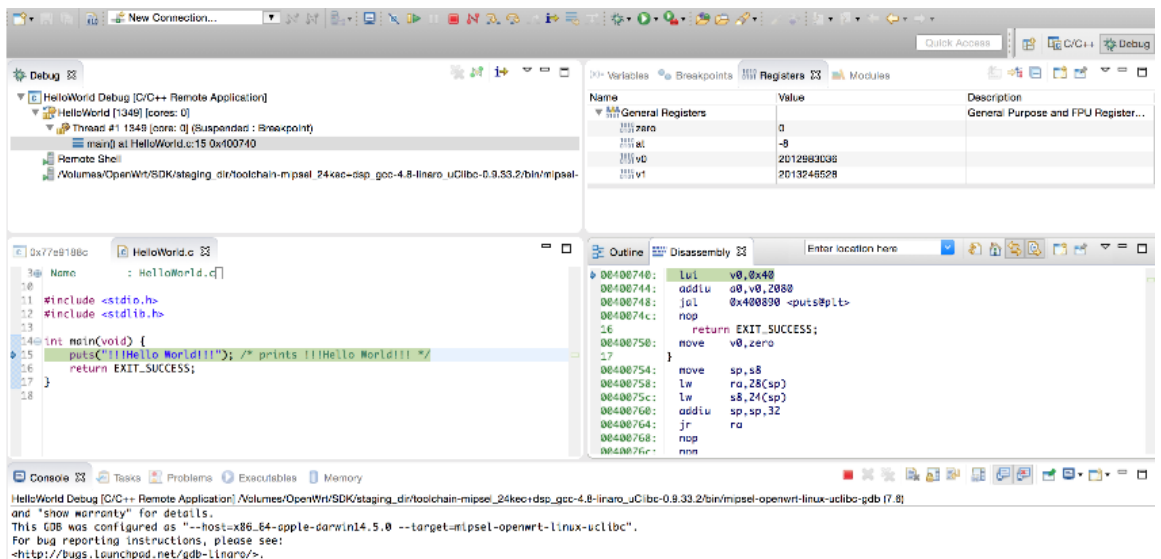 New Connection...
Quick Access
C/C++
Debug
Debug
HelloWorld Debug [C/C++ Remote Application]
HelloWorld [1349] [cores: 0]
Thread #1 1349 [core: 0] (Suspended : Breakpoint)
main() at HelloWorld.c:15 0x400740
Remote Shell
/Volumes/OpenWrt/SDK/staging_dir/toolchain-mipsel_24kec+dsp_gcc-4.8-linaro_uClibc-0.9.33.2/bin/mipsel-
Variables Breakpoints Registers Modules
Name Value Description
General Registers General Purpose and FPU Register...
zero 0
at -8
v0 2012983036
v1 2013246528
0x77e9188c HelloWorld.c
3 Name : HelloWorld.c
10
11 #include <stdio.h>
12 #include <stdlib.h>
13
14 int main(void) {
15 puts("!!!Hello World!!!"); /* prints !!!Hello World!!! */
16 return EXIT_SUCCESS;
17 }
18
Outline Disassembly Enter location here
00400740: lui v0,0x40
00400744: addiu a0,v0,2080
00400748: jal 0x400890 <puts@plt>
0040074c: nop
16 return EXIT_SUCCESS;
00400750: move v0,zero
17 }
00400754: move sp,s8
00400758: lw ra,28(sp)
0040075c: lw s8,24(sp)
00400760: addiu sp,sp,32
00400764: jr ra
00400768: nop
0040076c: nop
Console Tasks Problems Executables Memory
HelloWorld Debug [C/C++ Remote Application] /Volumes/OpenWrt/SDK/staging_dir/toolchain-mipsel_24kec+dsp_gcc-4.8-linaro_uClibc-0.9.33.2/bin/mipsel-openwrt-linux-uclibc-gdb (7.8)
and "show warranty" for details.
This GDB was configured as "--host=x86_64-apple-darwin14.5.0 --target=mipsel-openwrt-linux-uclibc".
For bug reporting instructions, please see:
<http://bugs.launchpad.net/gdb-linaro/>.